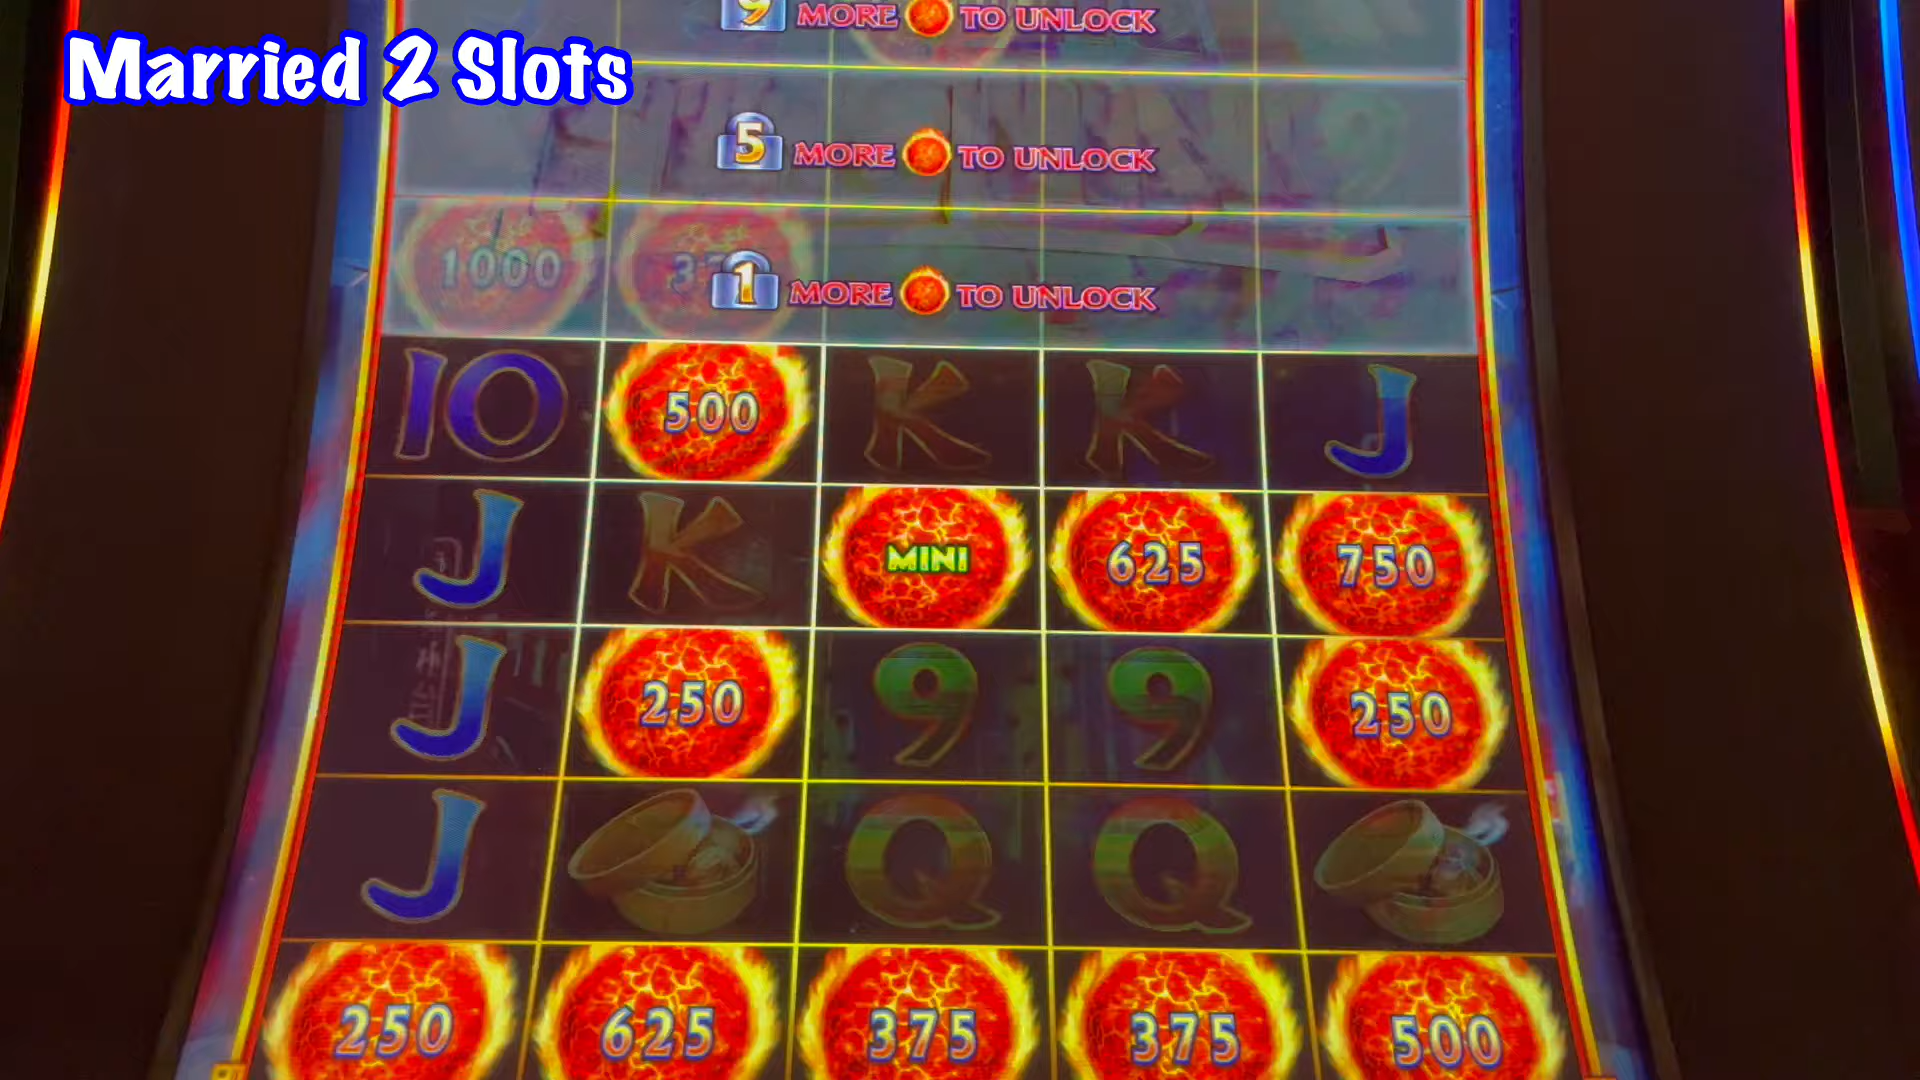 Married 2 Slots
9 MORE TO UNLOCK
5 MORE TO UNLOCK
1000 1 MORE TO UNLOCK
10 500 K K J
J K MINI 625 750
J 250 9 9 250
J Q Q
250 625 375 375 500